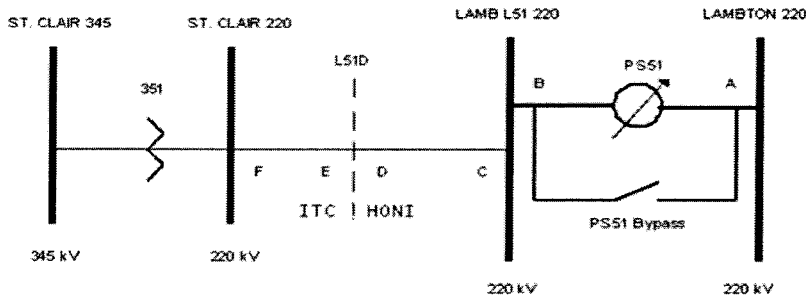 ST. CLAIR 345
ST. CLAIR 220
LAMB L51 220
LAMBTON 220
L51D
PS51
351
B
A
F
E
D
C
ITC
HONI
PS51 Bypass
345 kV
220 kV
220 kV
220 kV